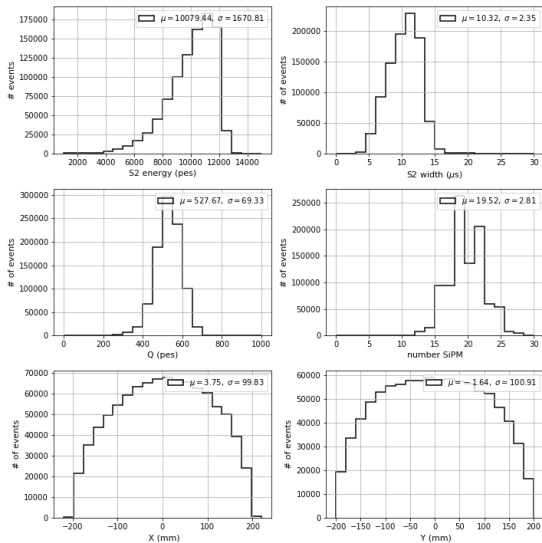 μ = 10079.44, σ = 1670.81
# of events
175000
150000
125000
100000
75000
50000
25000
0
2000 4000 6000 8000 10000 12000 14000
S2 energy (pes)
μ = 10.32, σ = 2.35
# of events
200000
150000
100000
50000
0
0 5 10 15 20 25 30
S2 width (μs)
μ = 527.67, σ = 69.33
# of events
300000
250000
200000
150000
100000
50000
0
0 200 400 600 800 1000
Q (pes)
μ = 19.52, σ = 2.81
# of events
250000
200000
150000
100000
50000
0
0 5 10 15 20 25 30
number SiPM
μ = 3.75, σ = 99.83
# of events
70000
60000
50000
40000
30000
20000
10000
0
−200 −100 0 100 200
X (mm)
μ = −1.64, σ = 100.91
# of events
60000
50000
40000
30000
20000
10000
0
−200 −150 −100 −50 0 50 100 150 200
Y (mm)